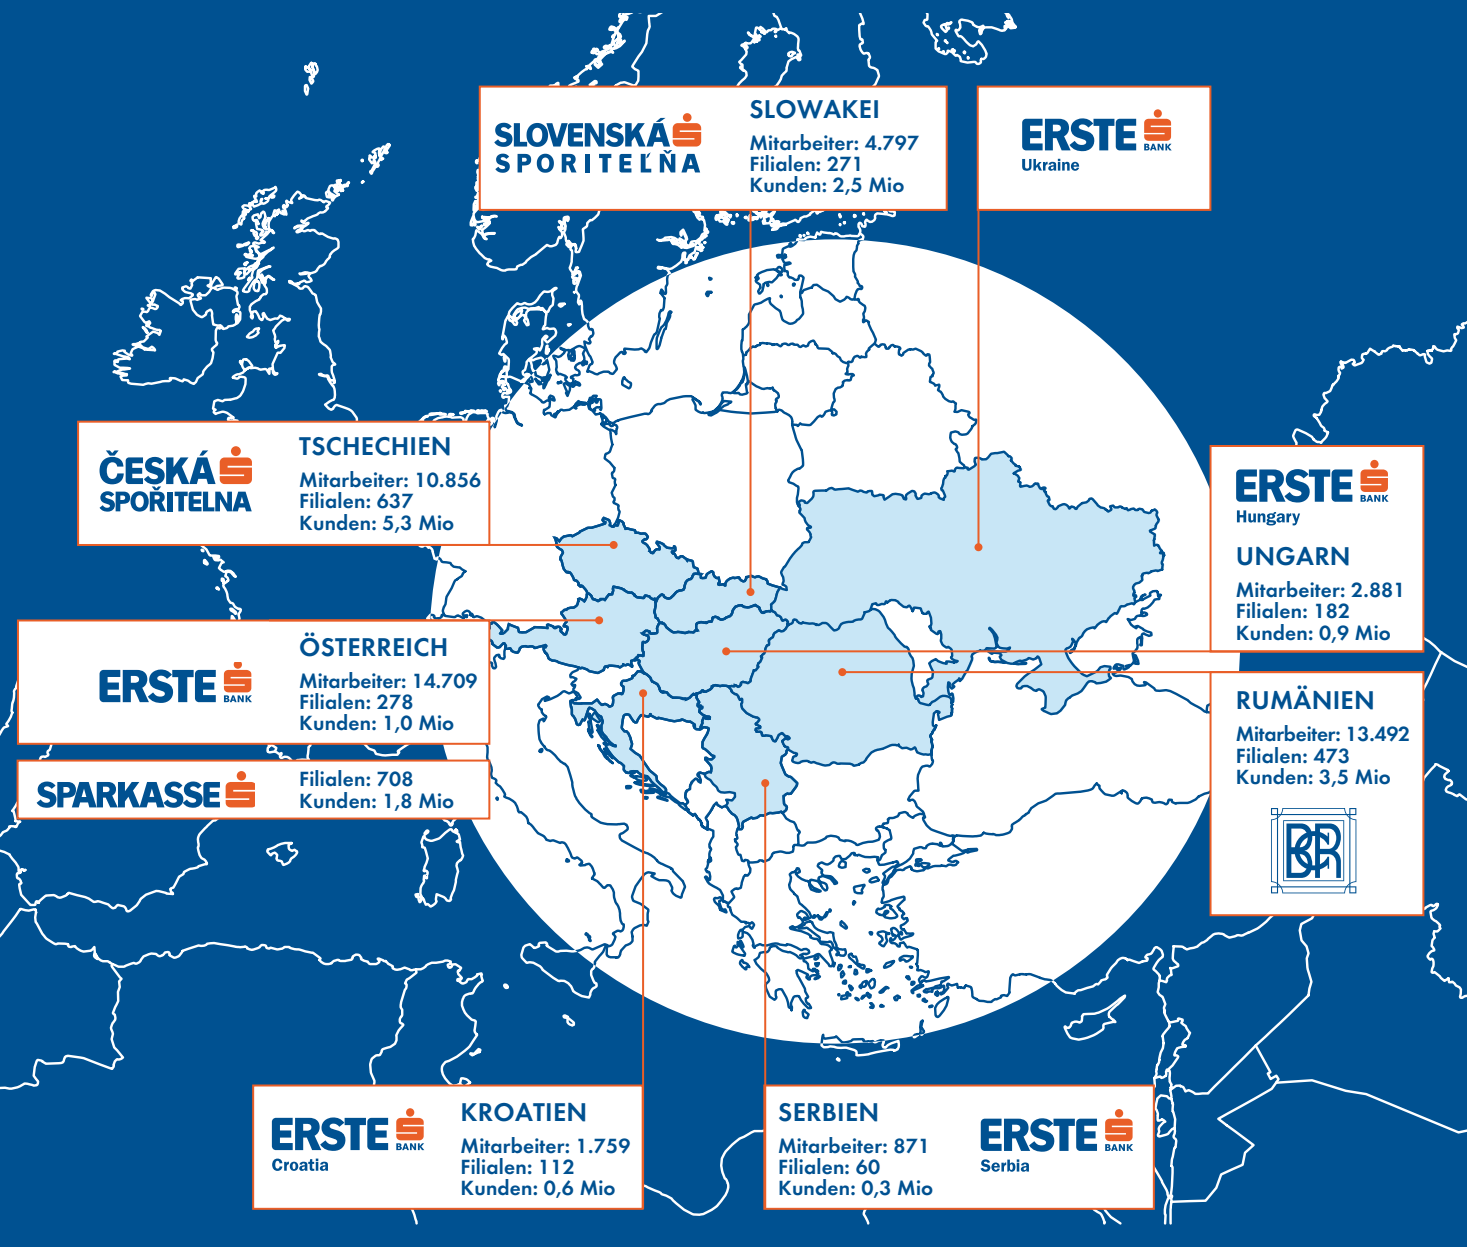 SLOVENSKÁ
SPORITEĽŇA
SLOWAKEI
Mitarbeiter: 4.797
Filialen: 271
Kunden: 2,5 Mio
ERSTE
BANK
Ukraine
ČESKÁ
SPOŘITELNA
TSCHECHIEN
Mitarbeiter: 10.856
Filialen: 637
Kunden: 5,3 Mio
ERSTE
BANK
Hungary
UNGARN
Mitarbeiter: 2.881
Filialen: 182
Kunden: 0,9 Mio
ERSTE
BANK
ÖSTERREICH
Mitarbeiter: 14.709
Filialen: 278
Kunden: 1,0 Mio
SPARKASSE
Filialen: 708
Kunden: 1,8 Mio
RUMÄNIEN
Mitarbeiter: 13.492
Filialen: 473
Kunden: 3,5 Mio
BCR
ERSTE
BANK
Croatia
KROATIEN
Mitarbeiter: 1.759
Filialen: 112
Kunden: 0,6 Mio
SERBIEN
Mitarbeiter: 871
Filialen: 60
Kunden: 0,3 Mio
ERSTE
BANK
Serbia